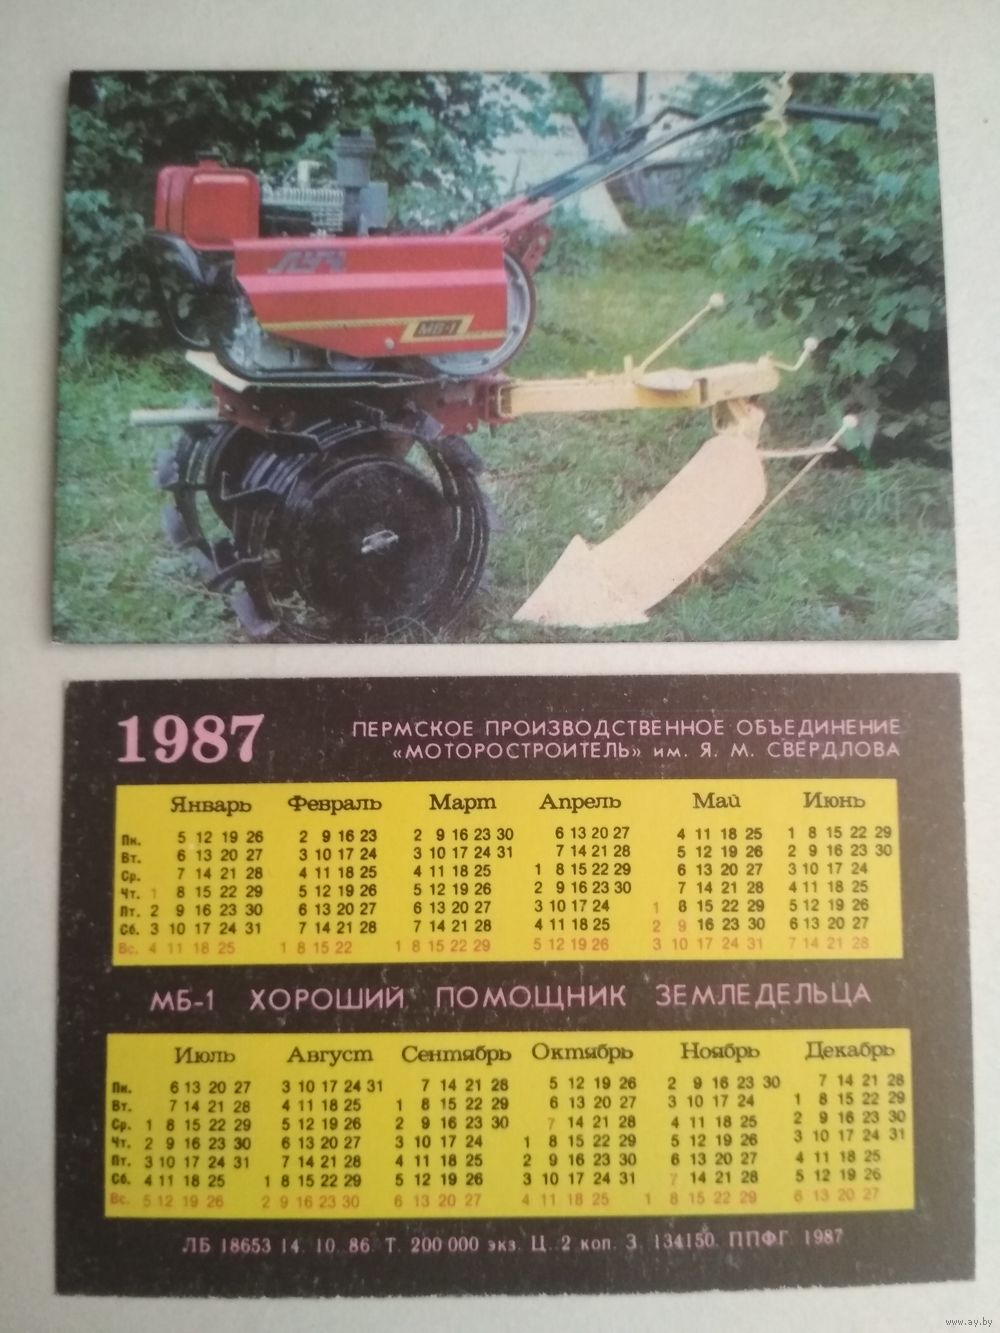 ЛУЧ
МБ-1
1987
ПЕРМСКОЕ ПРОИЗВОДСТВЕННОЕ ОБЪЕДИНЕНИЕ
«МОТОРОСТРОИТЕЛЬ» им. Я. М. СВЕРДЛОВА
Январь Февраль Март Апрель Май Июнь
Пн. 5 12 19 26 2 9 16 23 2 9 16 23 30 6 13 20 27 4 11 18 25 1 8 15 22 29
Вт. 6 13 20 27 3 10 17 24 3 10 17 24 31 7 14 21 28 5 12 19 26 2 9 16 23 30
Ср. 7 14 21 28 4 11 18 25 4 11 18 25 1 8 15 22 29 6 13 20 27 3 10 17 24
Чт. 1 8 15 22 29 5 12 19 26 5 12 19 26 2 9 16 23 30 7 14 21 28 4 11 18 25
Пт. 2 9 16 23 30 6 13 20 27 6 13 20 27 3 10 17 24 1 8 15 22 29 5 12 19 26
Сб. 3 10 17 24 31 7 14 21 28 7 14 21 28 4 11 18 25 2 9 16 23 30 6 13 20 27
Вс. 4 11 18 25 1 8 15 22 1 8 15 22 29 5 12 19 26 3 10 17 24 31 7 14 21 28
МБ-1 ХОРОШИЙ ПОМОЩНИК ЗЕМЛЕДЕЛЬЦА
Июль Август Сентябрь Октябрь Ноябрь Декабрь
Пн. 6 13 20 27 3 10 17 24 31 7 14 21 28 5 12 19 26 2 9 16 23 30 7 14 21 28
Вт. 7 14 21 28 4 11 18 25 1 8 15 22 29 6 13 20 27 3 10 17 24 1 8 15 22 29
Ср. 1 8 15 22 29 5 12 19 26 2 9 16 23 30 7 14 21 28 4 11 18 25 2 9 16 23 30
Чт. 2 9 16 23 30 6 13 20 27 3 10 17 24 1 8 15 22 29 5 12 19 26 3 10 17 24 31
Пт. 3 10 17 24 31 7 14 21 28 4 11 18 25 2 9 16 23 30 6 13 20 27 4 11 18 25
Сб. 4 11 18 25 1 8 15 22 29 5 12 19 26 3 10 17 24 31 7 14 21 28 5 12 19 26
Вс. 5 12 19 26 2 9 16 23 30 6 13 20 27 4 11 18 25 1 8 15 22 29 6 13 20 27
ЛБ 18653 14. 10. 86. Т. 200 000 экз. Ц. 2 коп. З. 134150. ППФГ 1987
www.ay.by